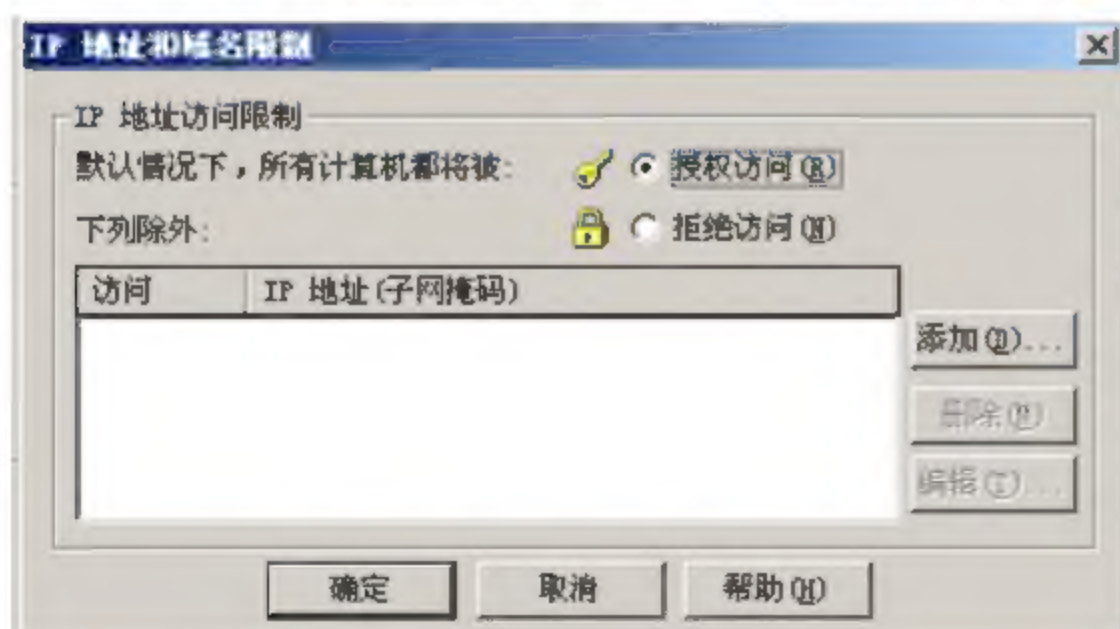 IP 地址和域名限制
IP 地址访问限制
默认情况下,所有计算机都将被: 授权访问(R)
下列除外: 拒绝访问(N)
访问 IP 地址(子网掩码)
添加(D)...
删除(M)
编辑(I)...
确定 取消 帮助(H)